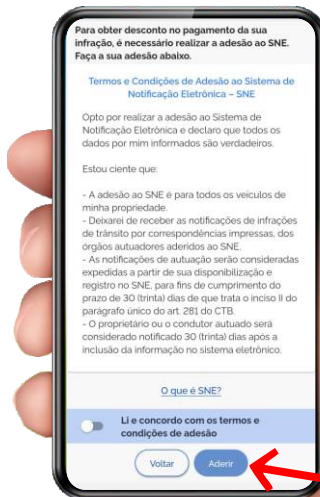 Para obter desconto no pagamento da sua
infração, é necessário realizar a adesão ao SNE.
Faça a sua adesão abaixo.
Termos e Condições de Adesão ao Sistema de
Notificação Eletrônica – SNE
Opto por realizar a adesão ao Sistema de
Notificação Eletrônica e declaro que todos os
dados por mim informados são verdadeiros.
Estou ciente que:
- A adesão ao SNE é para todos os veículos de
minha propriedade.
- Deixarei de receber as notificações de infrações
de trânsito por correspondências impressas, dos
órgãos autuadores aderidos ao SNE.
- As notificações de autuação serão consideradas
expedidas a partir de sua disponibilização e
registro no SNE, para fins de cumprimento do
prazo de 30 (trinta) dias de que trata o inciso II do
parágrafo único do art. 281 do CTB.
- O proprietário ou o condutor autuado será
considerado notificado 30 (trinta) dias após a
inclusão da informação no sistema eletrônico.
O que é SNE?
Li e concordo com os termos e
condições de adesão
Voltar Aderir